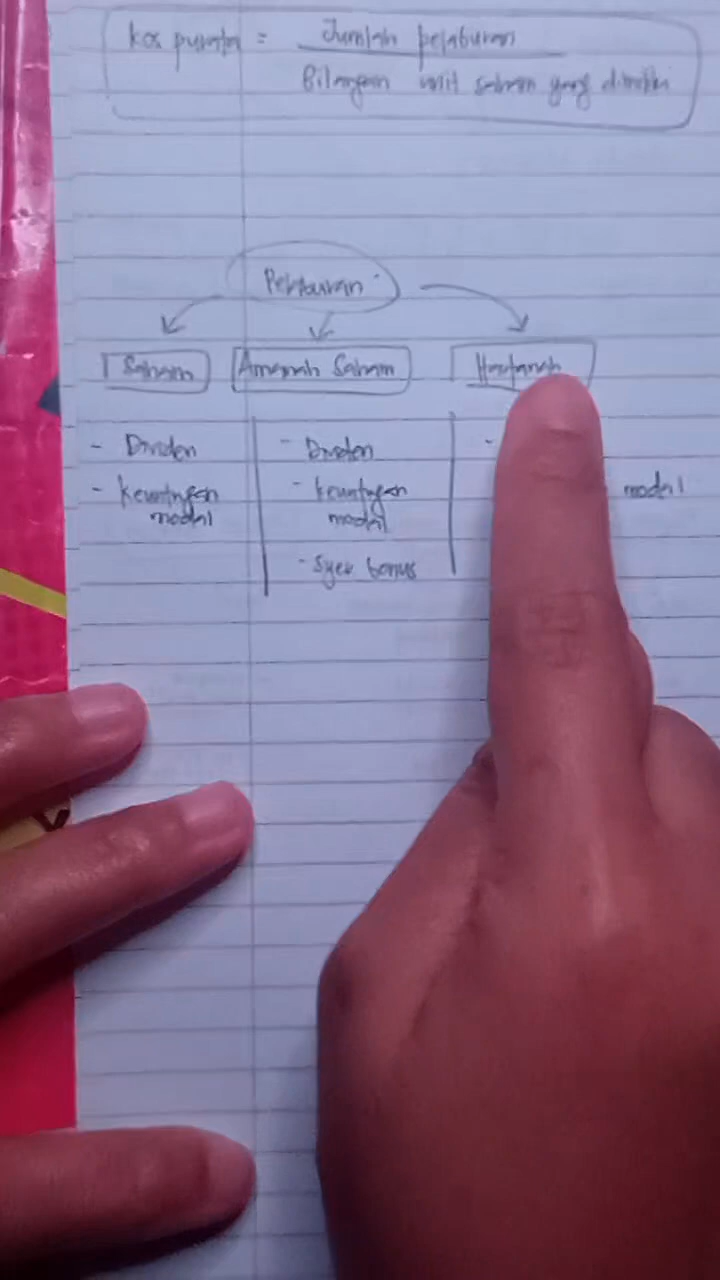 Kos purata = Jumlah pelaburan
Bilangan unit saham yang dimiliki
Pelaburan
Saham
Amanah Saham
Hartanah
- Dividen
- Keuntungan
modal
- Dividen
- Keuntungan
modal
- Syer bonus
-
modal